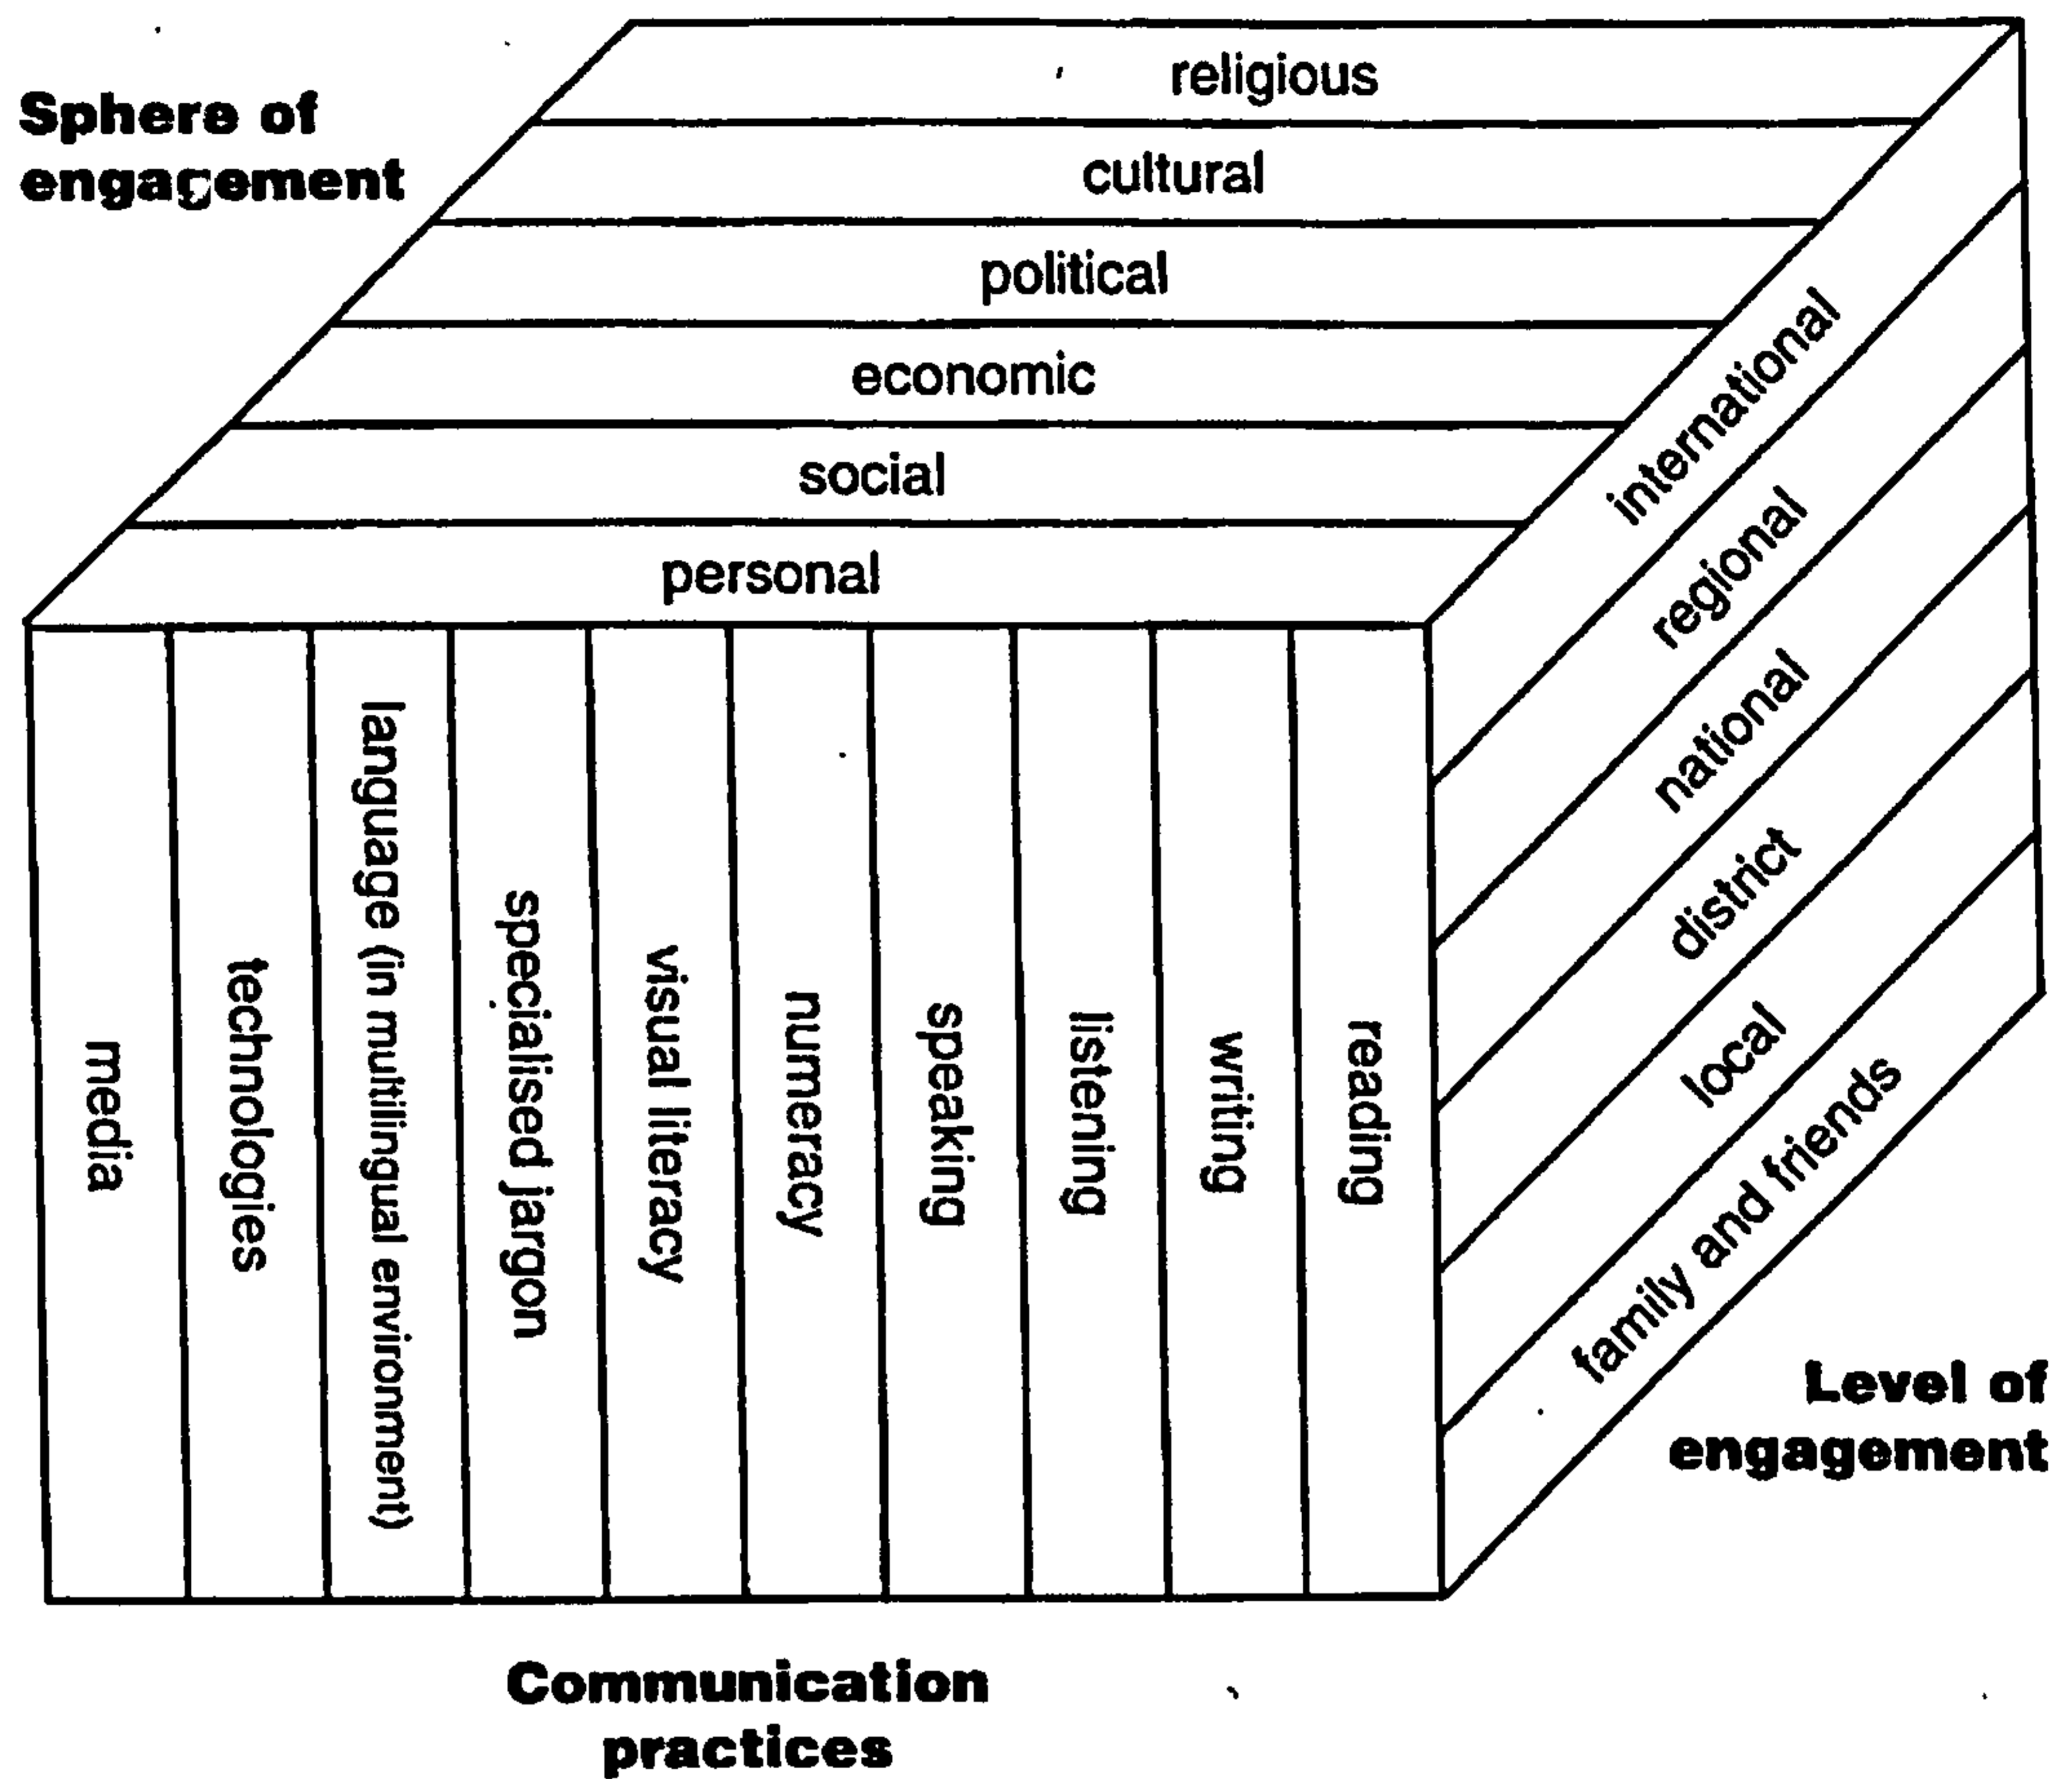 Sphere of
engagement
religious
cultural
political
economic
social
personal
international
regional
national
district
local
family and friends
Level of
engagement
media
technologies
language (in multilingual environment)
specialised jargon
visual literacy
numeracy
speaking
listening
writing
reading
Communication
practices